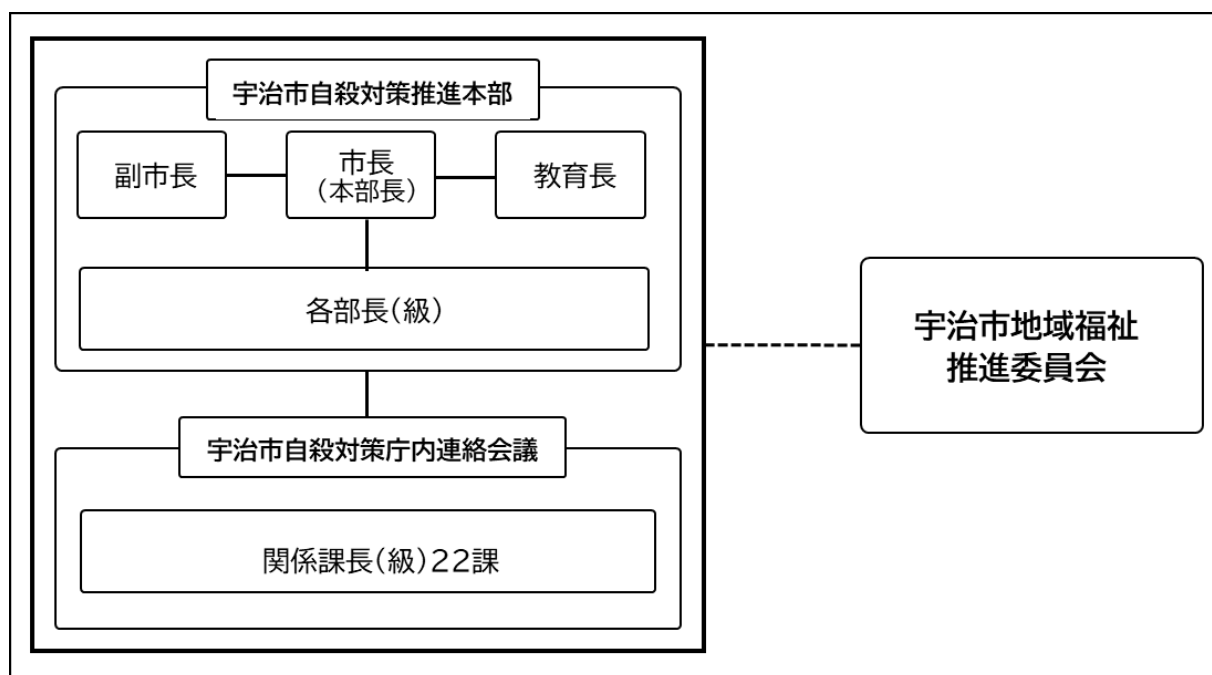 宇治市自殺対策推進本部
副市長
市長
(本部長)
教育長
各部長(級)
宇治市地域福祉
推進委員会
宇治市自殺対策庁内連絡会議
関係課長(級)22課